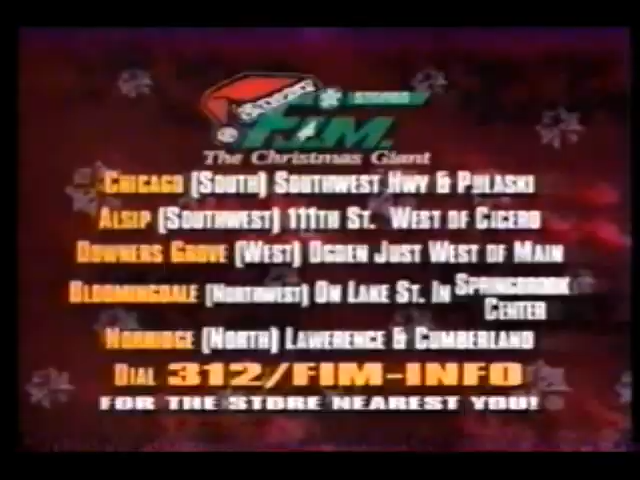 STORES
F.I.M.
The Christmas Giant
CHICAGO (SOUTH) SOUTHWEST HWY & PULASKI
ALSIP (SOUTHWEST) 111TH ST. WEST OF CICERO
DOWNERS GROVE (WEST) OGDEN JUST WEST OF MAIN
BLOOMINGDALE (NORTHWEST) ON LAKE ST. IN SPRINGBROOK CENTER
NORRIDGE (NORTH) LAWERENCE & CUMBERLAND
DIAL 312/FIM-INFO
FOR THE STORE NEAREST YOU!